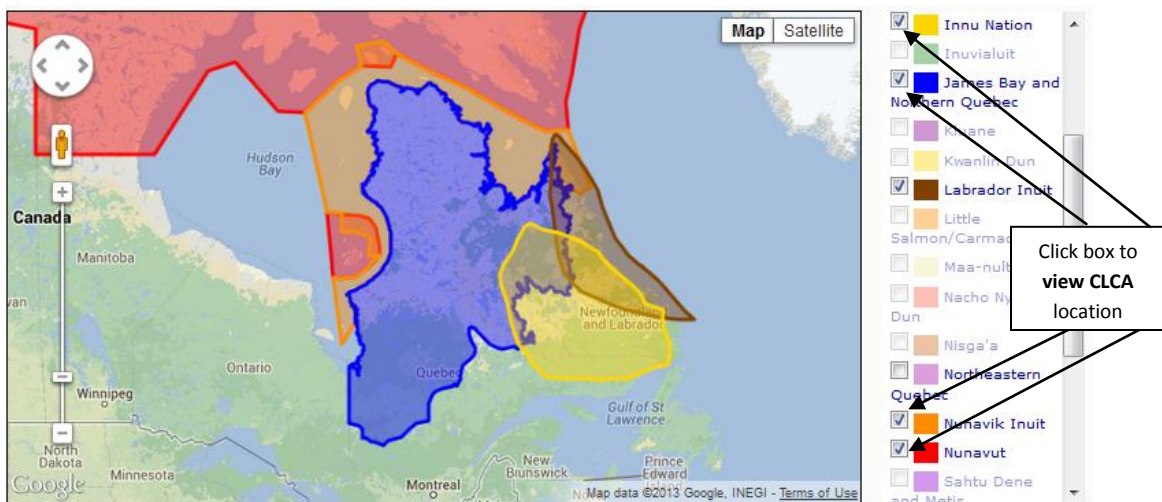 Map Satellite
Hudson
Bay
Canada
Manitoba
Ontario
Winnipeg
North
Dakota
Minnesota
Google
Quebec
Newfoundland
and Labrador
Gulf of St
Lawrence
New
Brunswick
Prince
Edward
Montreal
Map data ©2013 Google, INEGI - Terms of Use
Innu Nation
Inuvialuit
James Bay and
Northern Quebec
Kluane
Kwanlin Dun
Labrador Inuit
Little
Salmon/Carmac
Maa-nult
Nacho Ny
Dun
Nisga'a
Northeastern
Quebec
Nunavik Inuit
Nunavut
Sahtu Dene
and Metis
Click box to
view CLCA
location